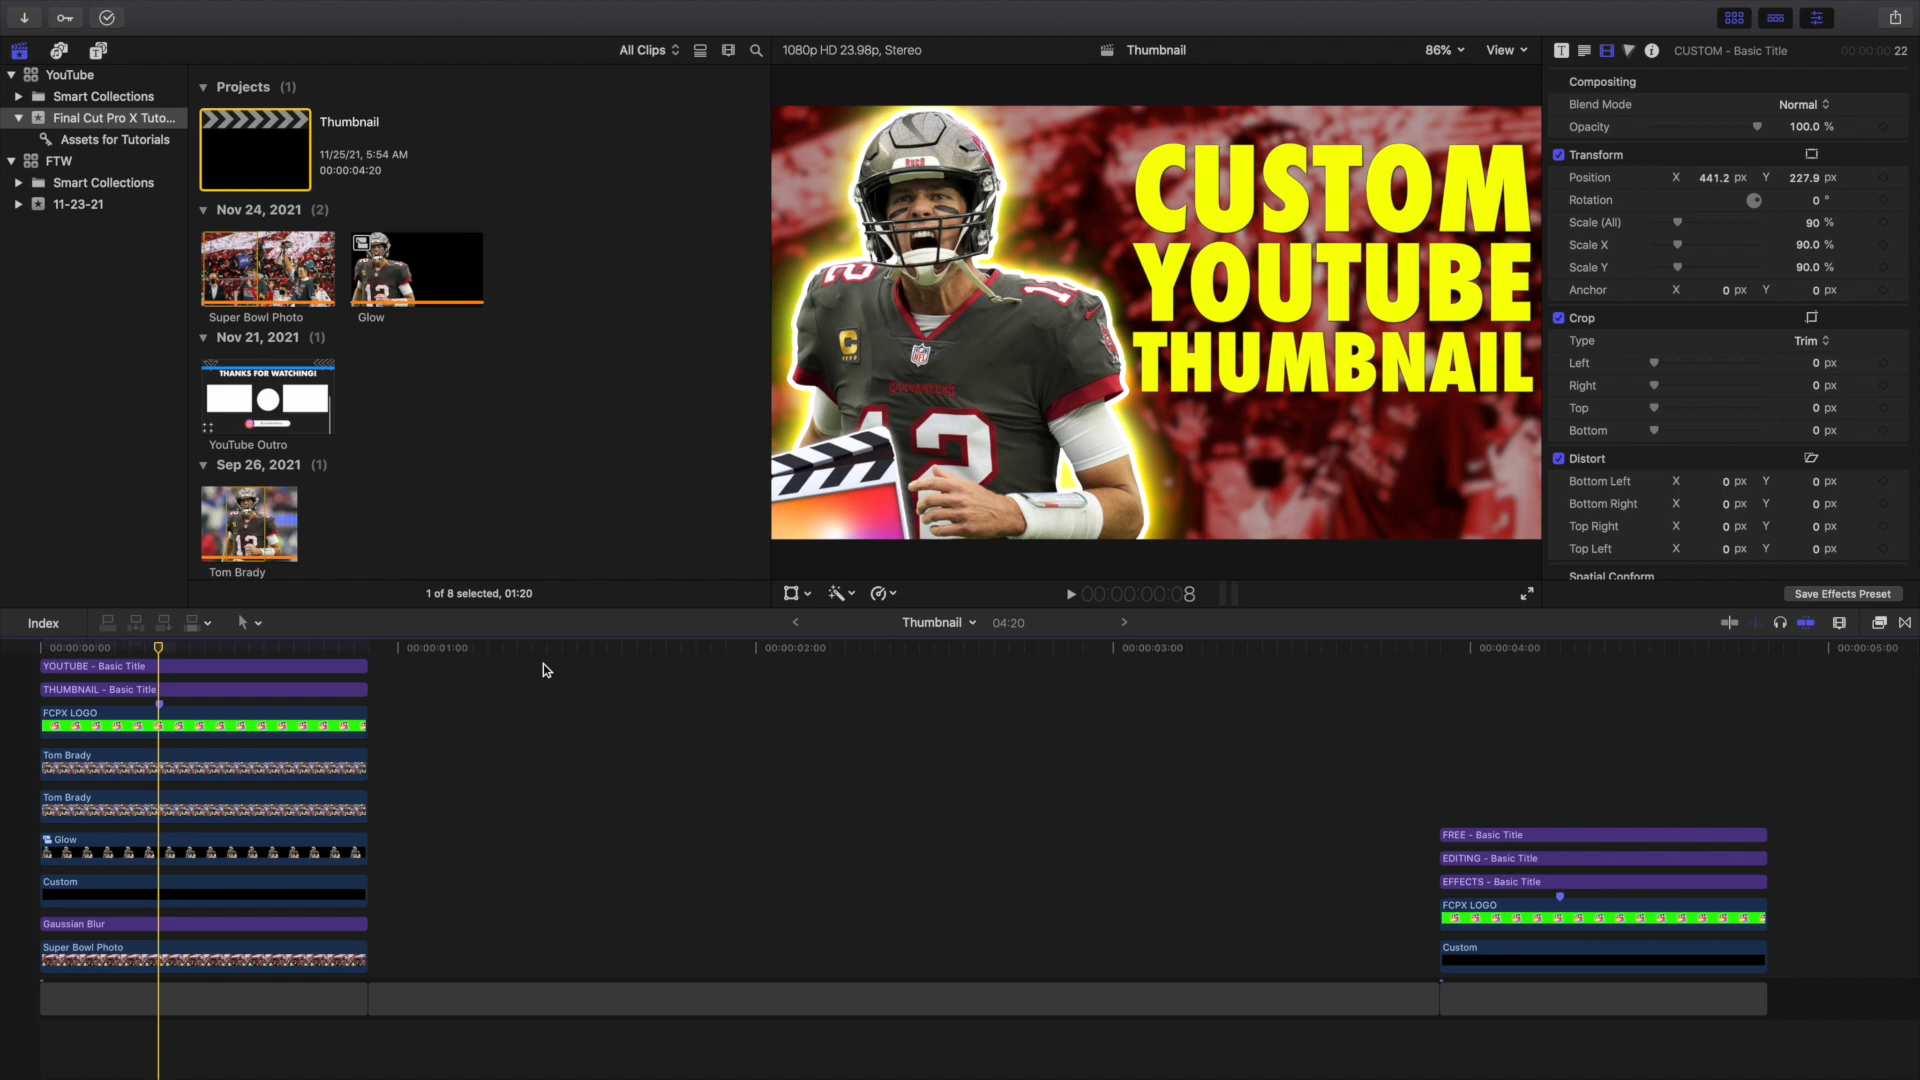 All Clips
1080p HD 23.98p, Stereo
Thumbnail
86%
View
CUSTOM - Basic Title
00:00:00:22
YouTube
Smart Collections
Final Cut Pro X Tuto...
Assets for Tutorials
FTW
Smart Collections
11-23-21
Projects (1)
Thumbnail
11/25/21, 5:54 AM
00:00:04:20
Nov 24, 2021 (2)
Super Bowl Photo
Glow
Nov 21, 2021 (1)
THANKS FOR WATCHING!
YouTube Outro
Sep 26, 2021 (1)
12
Tom Brady
1 of 8 selected, 01:20
CUSTOM
YOUTUBE
THUMBNAIL
BUCS
12
12
C
NFL
BUCCANEERS
12
00:00:00:08
Compositing
Blend Mode Normal
Opacity 100.0 %
Transform
Position X 441.2 px Y 227.9 px
Rotation 0 °
Scale (All) 90 %
Scale X 90.0 %
Scale Y 90.0 %
Anchor X 0 px Y 0 px
Crop
Type Trim
Left 0 px
Right 0 px
Top 0 px
Bottom 0 px
Distort
Bottom Left X 0 px Y 0 px
Bottom Right X 0 px Y 0 px
Top Right X 0 px Y 0 px
Top Left X 0 px Y 0 px
Spatial Conform
Save Effects Preset
Index
Thumbnail 04:20
00:00:00:00 00:00:01:00 00:00:02:00 00:00:03:00 00:00:04:00 00:00:05:00
YOUTUBE - Basic Title
THUMBNAIL - Basic Title
FCPX LOGO
Tom Brady
Tom Brady
Glow
Custom
Gaussian Blur
Super Bowl Photo
FREE - Basic Title
EDITING - Basic Title
EFFECTS - Basic Title
FCPX LOGO
Custom